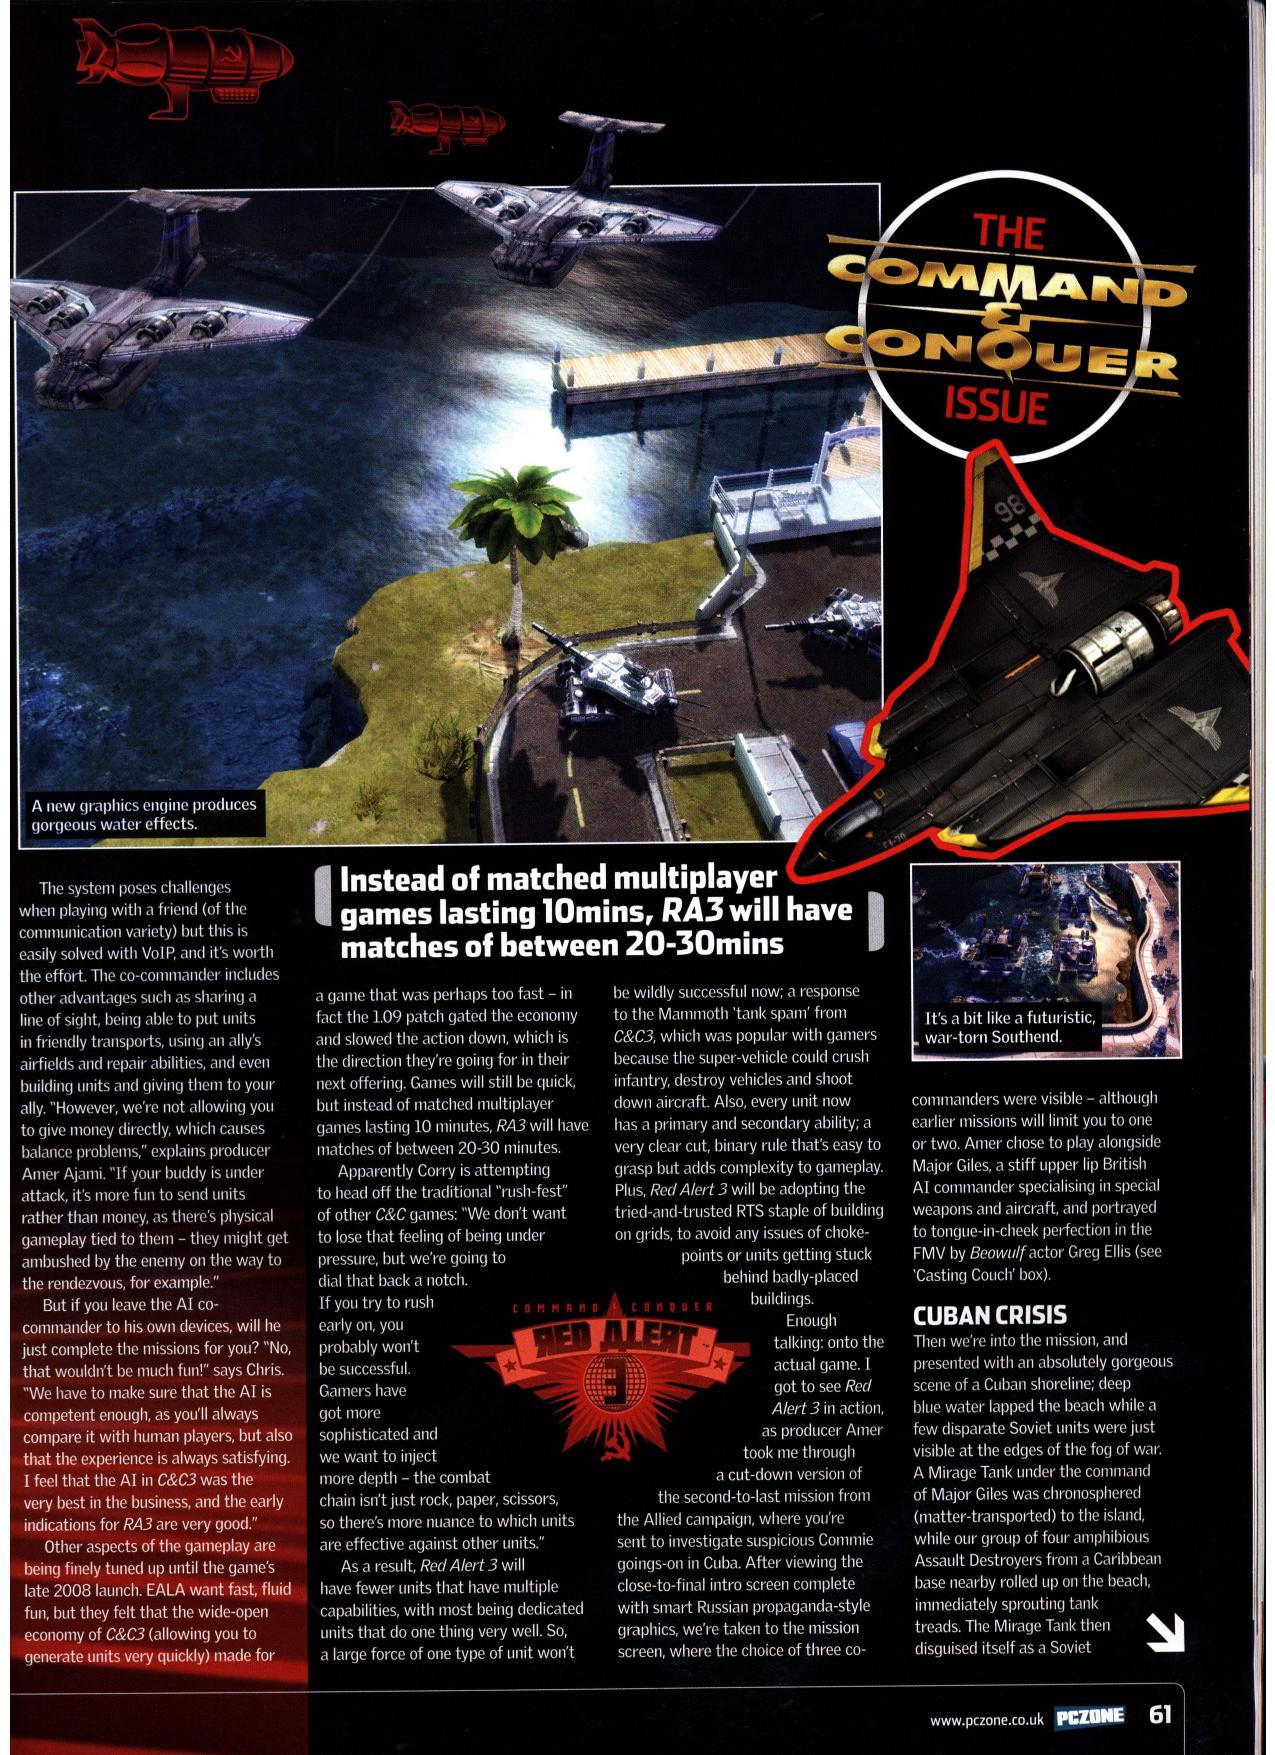 THE
COMMAND
&
CONQUER
ISSUE
98
FA-70
A new graphics engine produces
gorgeous water effects.
The system poses challenges
when playing with a friend (of the
communication variety) but this is
easily solved with VoIP, and it's worth
the effort. The co-commander includes
other advantages such as sharing a
line of sight, being able to put units
in friendly transports, using an ally's
airfields and repair abilities, and even
building units and giving them to your
ally. "However, we're not allowing you
to give money directly, which causes
balance problems," explains producer
Amer Ajami. "If your buddy is under
attack, it's more fun to send units
rather than money, as there's physical
gameplay tied to them – they might get
ambushed by the enemy on the way to
the rendezvous, for example."
But if you leave the AI co-
commander to his own devices, will he
just complete the missions for you? "No,
that wouldn't be much fun!" says Chris.
"We have to make sure that the AI is
competent enough, as you'll always
compare it with human players, but also
that the experience is always satisfying.
I feel that the AI in C&C3 was the
very best in the business, and the early
indications for RA3 are very good."
Other aspects of the gameplay are
being finely tuned up until the game's
late 2008 launch. EALA want fast, fluid
fun, but they felt that the wide-open
economy of C&C3 (allowing you to
generate units very quickly) made for
Instead of matched multiplayer
games lasting 10mins, RA3 will have
matches of between 20-30mins
a game that was perhaps too fast – in
fact the 1.09 patch gated the economy
and slowed the action down, which is
the direction they're going for in their
next offering. Games will still be quick,
but instead of matched multiplayer
games lasting 10 minutes, RA3 will have
matches of between 20-30 minutes.
Apparently Corry is attempting
to head off the traditional "rush-fest"
of other C&C games: "We don't want
to lose that feeling of being under
pressure, but we're going to
dial that back a notch.
If you try to rush
early on, you
probably won't
be successful.
Gamers have
got more
sophisticated and
we want to inject
more depth – the combat
chain isn't just rock, paper, scissors,
so there's more nuance to which units
are effective against other units."
As a result, Red Alert 3 will
have fewer units that have multiple
capabilities, with most being dedicated
units that do one thing very well. So,
a large force of one type of unit won't
COMMAND & CONQUER
RED ALERT
3
be wildly successful now; a response
to the Mammoth 'tank spam' from
C&C3, which was popular with gamers
because the super-vehicle could crush
infantry, destroy vehicles and shoot
down aircraft. Also, every unit now
has a primary and secondary ability; a
very clear cut, binary rule that's easy to
grasp but adds complexity to gameplay.
Plus, Red Alert 3 will be adopting the
tried-and-trusted RTS staple of building
on grids, to avoid any issues of choke-
points or units getting stuck
behind badly-placed
buildings.
Enough
talking: onto the
actual game. I
got to see Red
Alert 3 in action,
as producer Amer
took me through
a cut-down version of
the second-to-last mission from
the Allied campaign, where you're
sent to investigate suspicious Commie
goings-on in Cuba. After viewing the
close-to-final intro screen complete
with smart Russian propaganda-style
graphics, we're taken to the mission
screen, where the choice of three co-
It's a bit like a futuristic,
war-torn Southend.
commanders were visible – although
earlier missions will limit you to one
or two. Amer chose to play alongside
Major Giles, a stiff upper lip British
AI commander specialising in special
weapons and aircraft, and portrayed
to tongue-in-cheek perfection in the
FMV by Beowulf actor Greg Ellis (see
'Casting Couch' box).
CUBAN CRISIS
Then we're into the mission, and
presented with an absolutely gorgeous
scene of a Cuban shoreline; deep
blue water lapped the beach while a
few disparate Soviet units were just
visible at the edges of the fog of war.
A Mirage Tank under the command
of Major Giles was chronosphered
(matter-transported) to the island,
while our group of four amphibious
Assault Destroyers from a Caribbean
base nearby rolled up on the beach,
immediately sprouting tank
treads. The Mirage Tank then
disguised itself as a Soviet
www.pczone.co.uk PCZONE 61